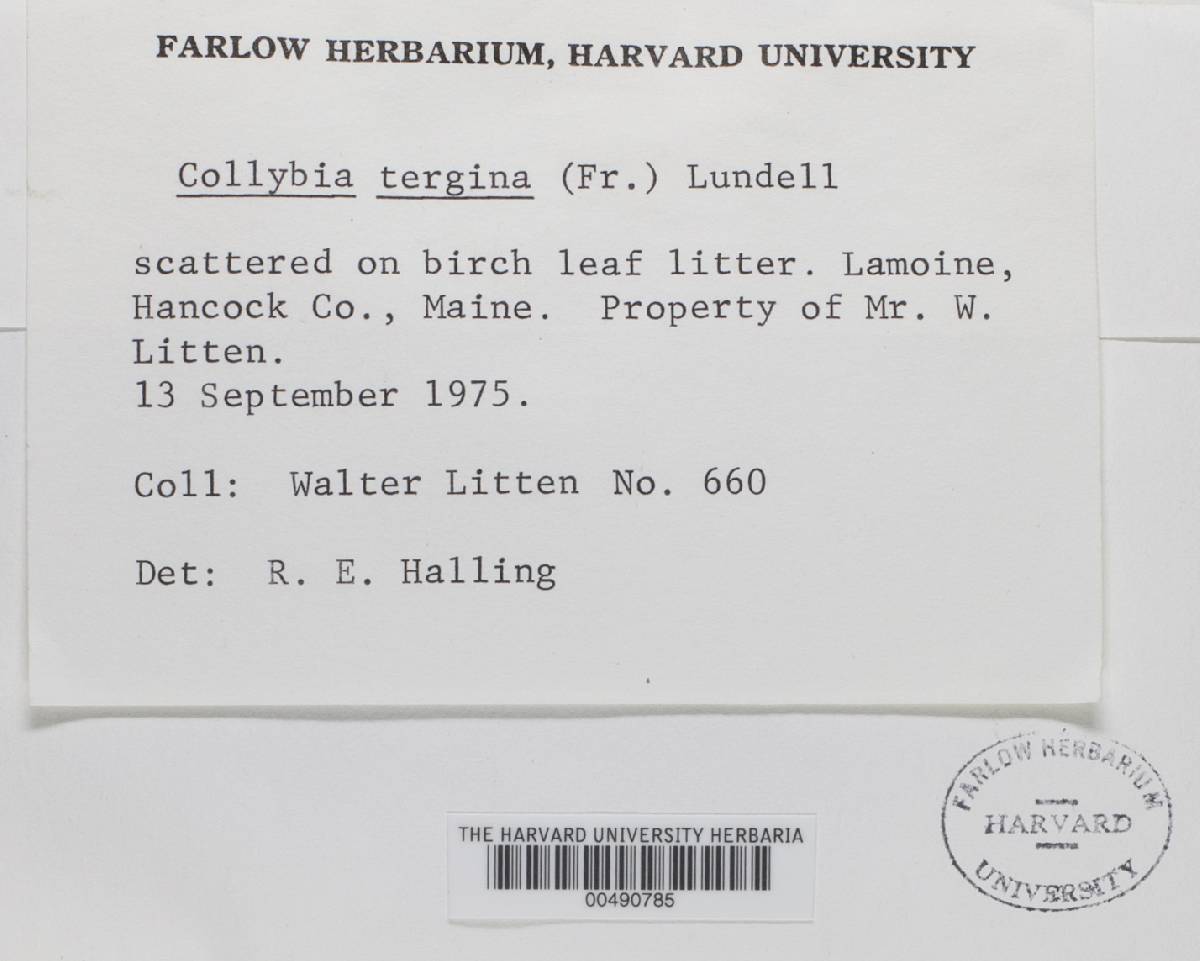 FARLOW HERBARIUM, HARVARD UNIVERSITY
Collybia tergina (Fr.) Lundell
scattered on birch leaf litter. Lamoine,
Hancock Co., Maine. Property of Mr. W.
Litten.
13 September 1975.
Coll: Walter Litten No. 660
Det: R. E. Halling
FARLOW HERBARIUM
HARVARD
UNIVERSITY
THE HARVARD UNIVERSITY HERBARIA
00490785